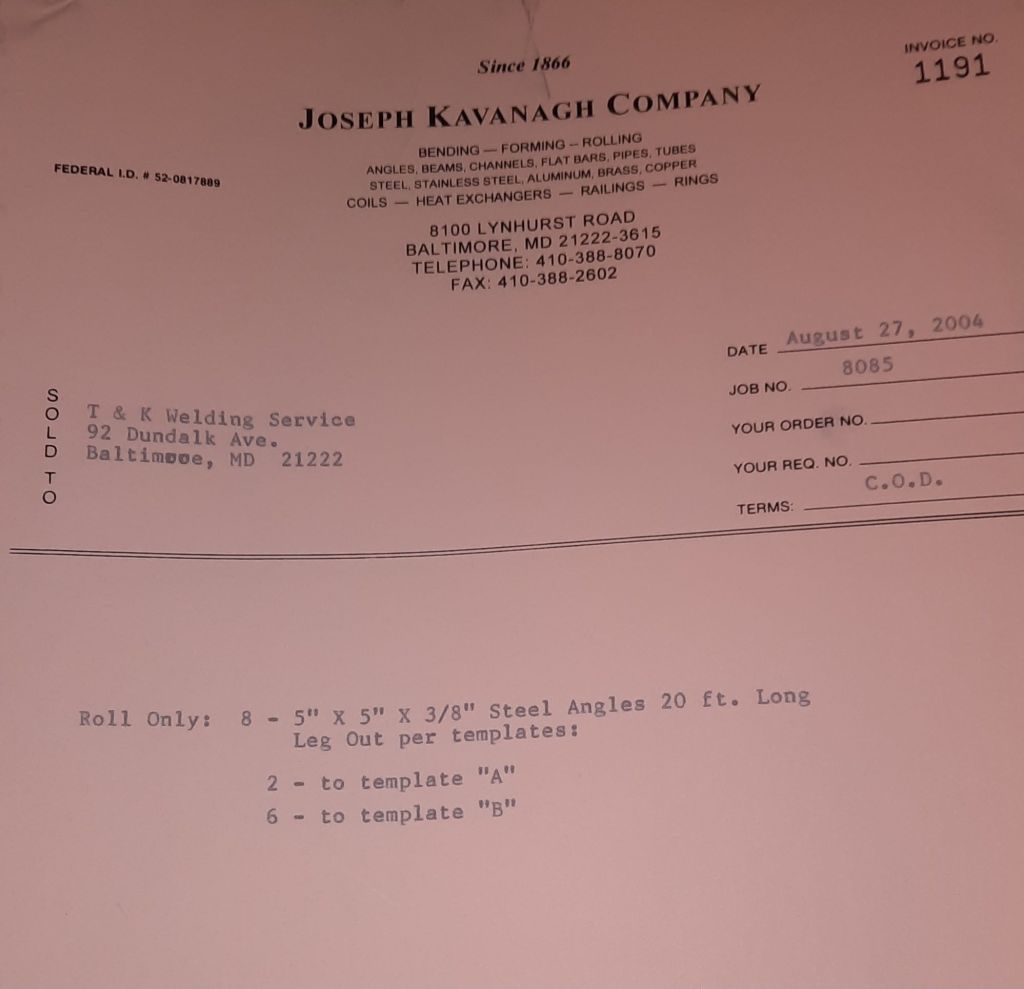 Since 1866
INVOICE NO.
1191
JOSEPH KAVANAGH COMPANY
BENDING — FORMING — ROLLING
ANGLES, BEAMS, CHANNELS, FLAT BARS, PIPES, TUBES
STEEL, STAINLESS STEEL, ALUMINUM, BRASS, COPPER
COILS — HEAT EXCHANGERS — RAILINGS — RINGS
FEDERAL I.D. # 52-0817889
8100 LYNHURST ROAD
BALTIMORE, MD 21222-3615
TELEPHONE: 410-388-8070
FAX: 410-388-2602
DATE August 27, 2004
JOB NO. 8085
YOUR ORDER NO.
YOUR REQ. NO.
TERMS: C.O.D.
SOLD TO
T & K Welding Service
92 Dundalk Ave.
Baltimore, MD 21222
Roll Only: 8 - 5" X 5" X 3/8" Steel Angles 20 ft. Long
Leg Out per templates:
2 - to template "A"
6 - to template "B"